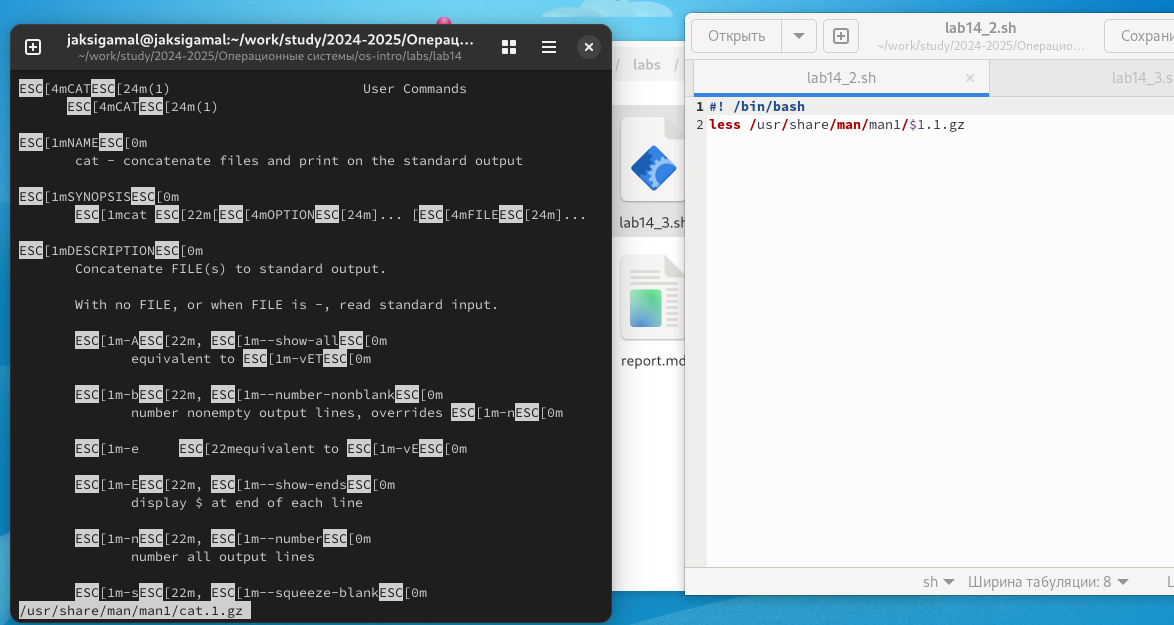 jaksigamal@jaksigamal:~/work/study/2024-2025/Операц...
~/work/study/2024-2025/Операционные системы/os-intro/labs/lab14
ESC[4mCATESC[24m(1) User Commands
ESC[4mCATESC[24m(1)
ESC[1mNAMEESC[0m
cat - concatenate files and print on the standard output
ESC[1mSYNOPSISESC[0m
ESC[1mcat ESC[22m[ESC[4mOPTIONESC[24m]... [ESC[4mFILEESC[24m]...
ESC[1mDESCRIPTIONESC[0m
Concatenate FILE(s) to standard output.
With no FILE, or when FILE is -, read standard input.
ESC[1m-AESC[22m, ESC[1m--show-allESC[0m
equivalent to ESC[1m-vETESC[0m
ESC[1m-bESC[22m, ESC[1m--number-nonblankESC[0m
number nonempty output lines, overrides ESC[1m-nESC[0m
ESC[1m-e ESC[22mequivalent to ESC[1m-vEESC[0m
ESC[1m-EESC[22m, ESC[1m--show-endsESC[0m
display $ at end of each line
ESC[1m-nESC[22m, ESC[1m--numberESC[0m
number all output lines
ESC[1m-sESC[22m, ESC[1m--squeeze-blankESC[0m
/usr/share/man/man1/cat.1.gz
/ labs /
lab14_3.sh
report.md
Открыть
lab14_2.sh
~/work/study/2024-2025/Операцио...
Сохрани
lab14_2.sh
lab14_3.s
1 #! /bin/bash
2 less /usr/share/man/man1/$1.1.gz
sh Ширина табуляции: 8